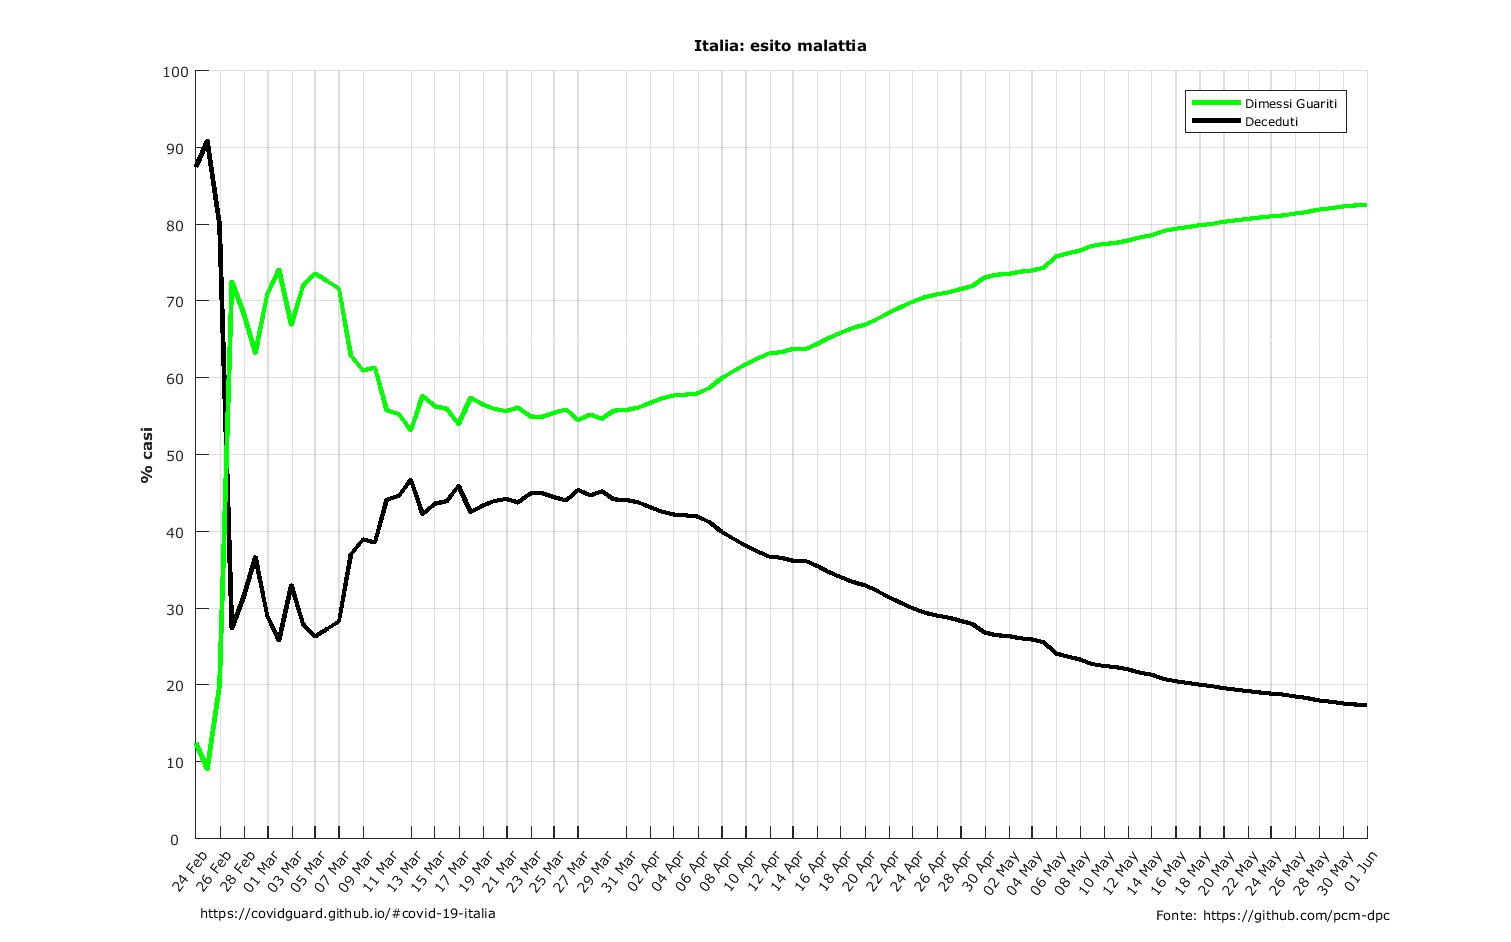 Italia: esito malattia
100
90
80
70
60
50
40
30
20
10
0
% casi
Dimessi Guariti
Deceduti
24 Feb
26 Feb
28 Feb
01 Mar
03 Mar
05 Mar
07 Mar
09 Mar
11 Mar
13 Mar
15 Mar
17 Mar
19 Mar
21 Mar
23 Mar
25 Mar
27 Mar
29 Mar
31 Mar
02 Apr
04 Apr
06 Apr
08 Apr
10 Apr
12 Apr
14 Apr
16 Apr
18 Apr
20 Apr
22 Apr
24 Apr
26 Apr
28 Apr
30 Apr
02 May
04 May
06 May
08 May
10 May
12 May
14 May
16 May
18 May
20 May
22 May
24 May
26 May
28 May
30 May
01 Jun
https://covidguard.github.io/#covid-19-italia
Fonte: https://github.com/pcm-dpc